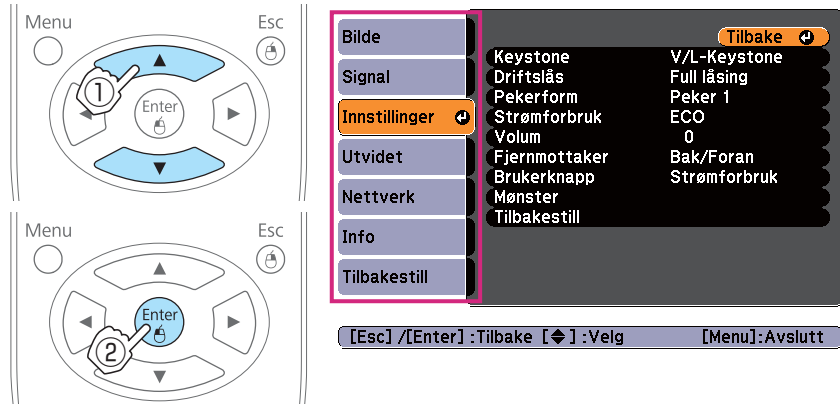 Menu
Esc
1
Enter
Menu
Esc
Enter
2
Bilde
Signal
Innstillinger
Utvidet
Nettverk
Info
Tilbakestill
Tilbake
Keystone V/L-Keystone
Driftslås Full låsing
Pekerform Peker 1
Strømforbruk ECO
Volum 0
Fjernmottaker Bak/Foran
Brukerknapp Strømforbruk
Mønster
Tilbakestill
[Esc] /[Enter] :Tilbake [◆] :Velg [Menu]:Avslutt